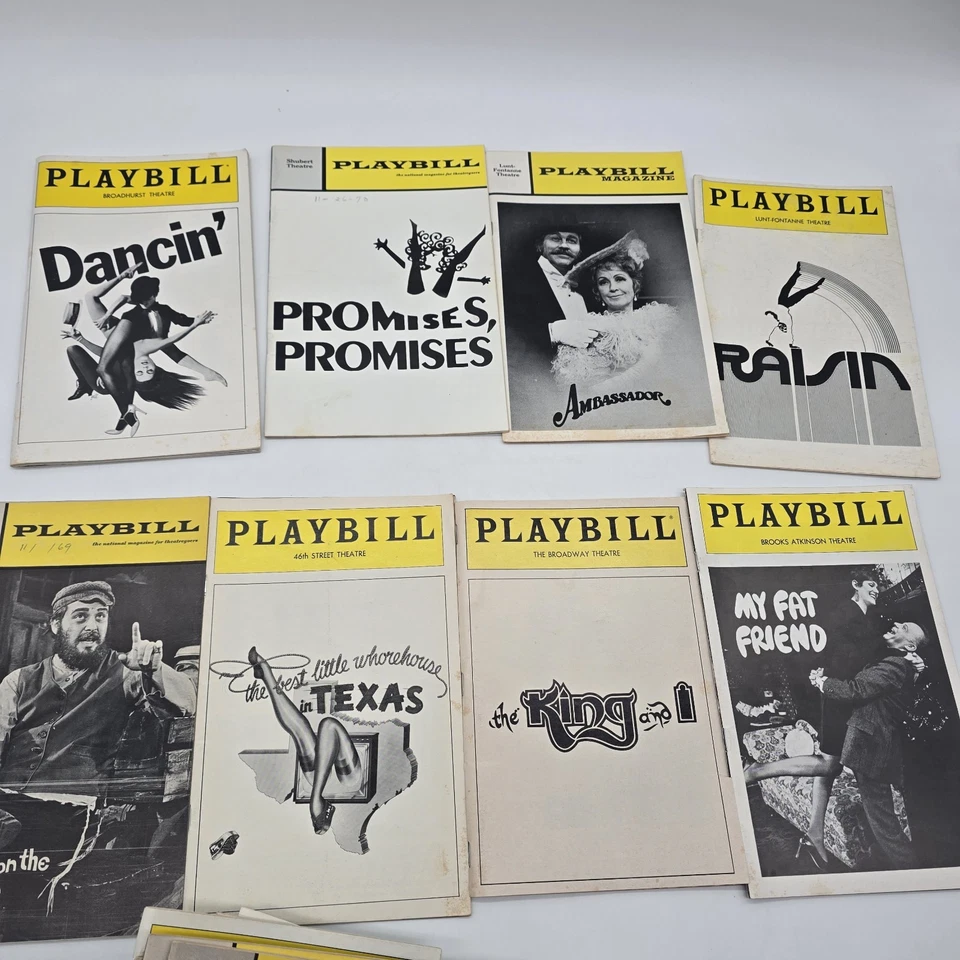 PLAYBILL
BROADHURST THEATRE
Dancin'
Shubert
Theatre
PLAYBILL
the national magazine for theatregoers
PROMISES,
PROMISES
Lunt-
Fontanne
Theatre
PLAYBILL
MAGAZINE
AMBASSADOR
PLAYBILL
LUNT-FONTANNE THEATRE
RAISIN
PLAYBILL
the national magazine for theatregoers
on the
PLAYBILL
46th STREET THEATRE
the best little whorehouse
in TEXAS
PLAYBILL®
THE BROADWAY THEATRE
the King and I
PLAYBILL
BROOKS ATKINSON THEATRE
MY FAT
FRIEND